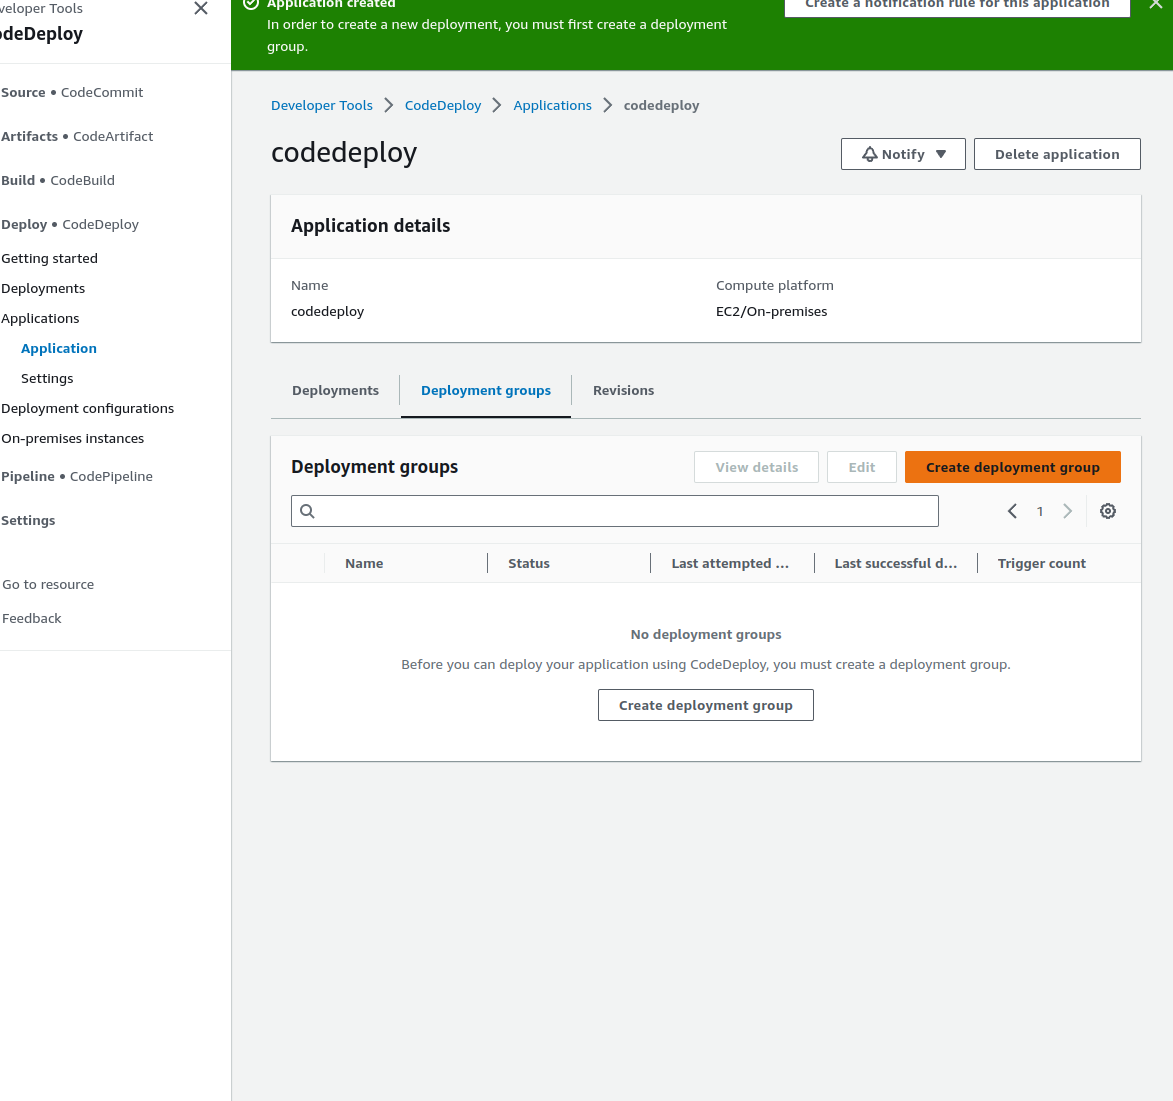 veloper Tools
odeDeploy
Source • CodeCommit
Artifacts • CodeArtifact
Build • CodeBuild
Deploy • CodeDeploy
Getting started
Deployments
Applications
Application
Settings
Deployment configurations
On-premises instances
Pipeline • CodePipeline
Settings
Go to resource
Feedback
Application created
In order to create a new deployment, you must first create a deployment
group.
Create a notification rule for this application
Developer Tools > CodeDeploy > Applications > codedeploy
codedeploy
Notify
Delete application
Application details
Name
codedeploy
Compute platform
EC2/On-premises
Deployments
Deployment groups
Revisions
Deployment groups
View details
Edit
Create deployment group
1
Name
Status
Last attempted ...
Last successful d...
Trigger count
No deployment groups
Before you can deploy your application using CodeDeploy, you must create a deployment group.
Create deployment group